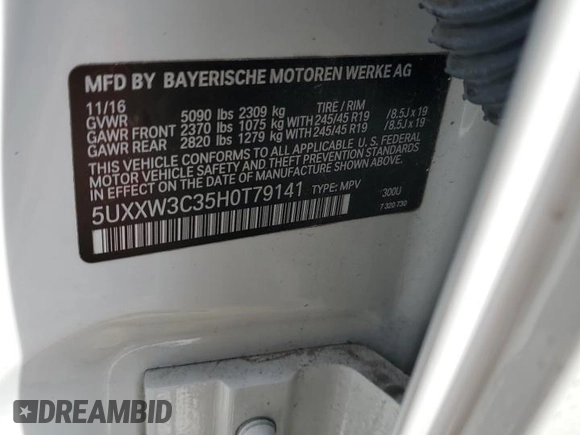 MFD BY BAYERISCHE MOTOREN WERKE AG
11/16 TIRE / RIM
GVWR 5090 lbs 2309 kg
GAWR FRONT 2370 lbs 1075 kg WITH 245/45 R19 /8.5J x 19
GAWR REAR 2820 lbs 1279 kg WITH 245/45 R19 /8.5J x 19
THIS VEHICLE CONFORMS TO ALL APPLICABLE U. S. FEDERAL
MOTOR VEHICLE SAFETY AND THEFT PREVENTION STANDARDS
IN EFFECT ON THE DATE OF MANUFACTURE SHOWN ABOVE.
5UXXW3C35H0T79141 TYPE: MPV 300U
7 320 730
DREAMBID